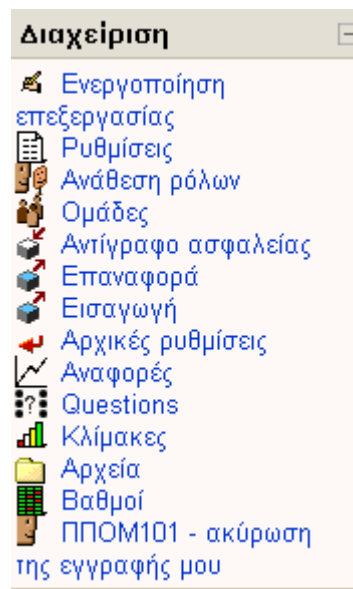 Διαχείριση
Ενεργοποίηση
επεξεργασίας
Ρυθμίσεις
Ανάθεση ρόλων
Ομάδες
Αντίγραφο ασφαλείας
Επαναφορά
Εισαγωγή
Αρχικές ρυθμίσεις
Αναφορές
Questions
Κλίμακες
Αρχεία
Βαθμοί
ΠΠΟΜ101 - ακύρωση
της εγγραφής μου